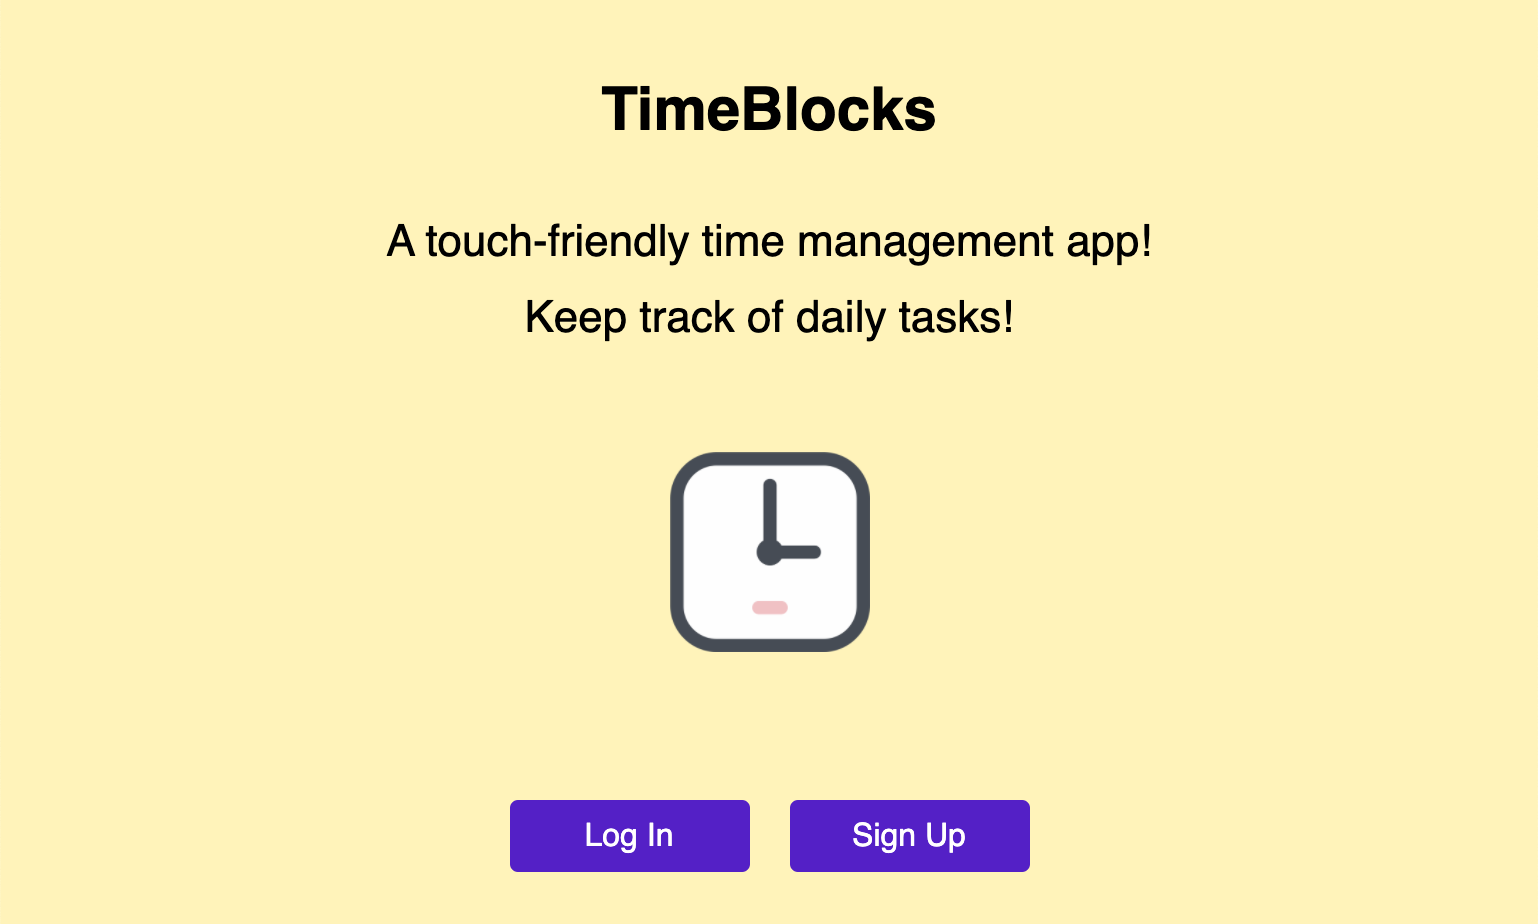 TimeBlocks
A touch-friendly time management app!
Keep track of daily tasks!
Log In
Sign Up